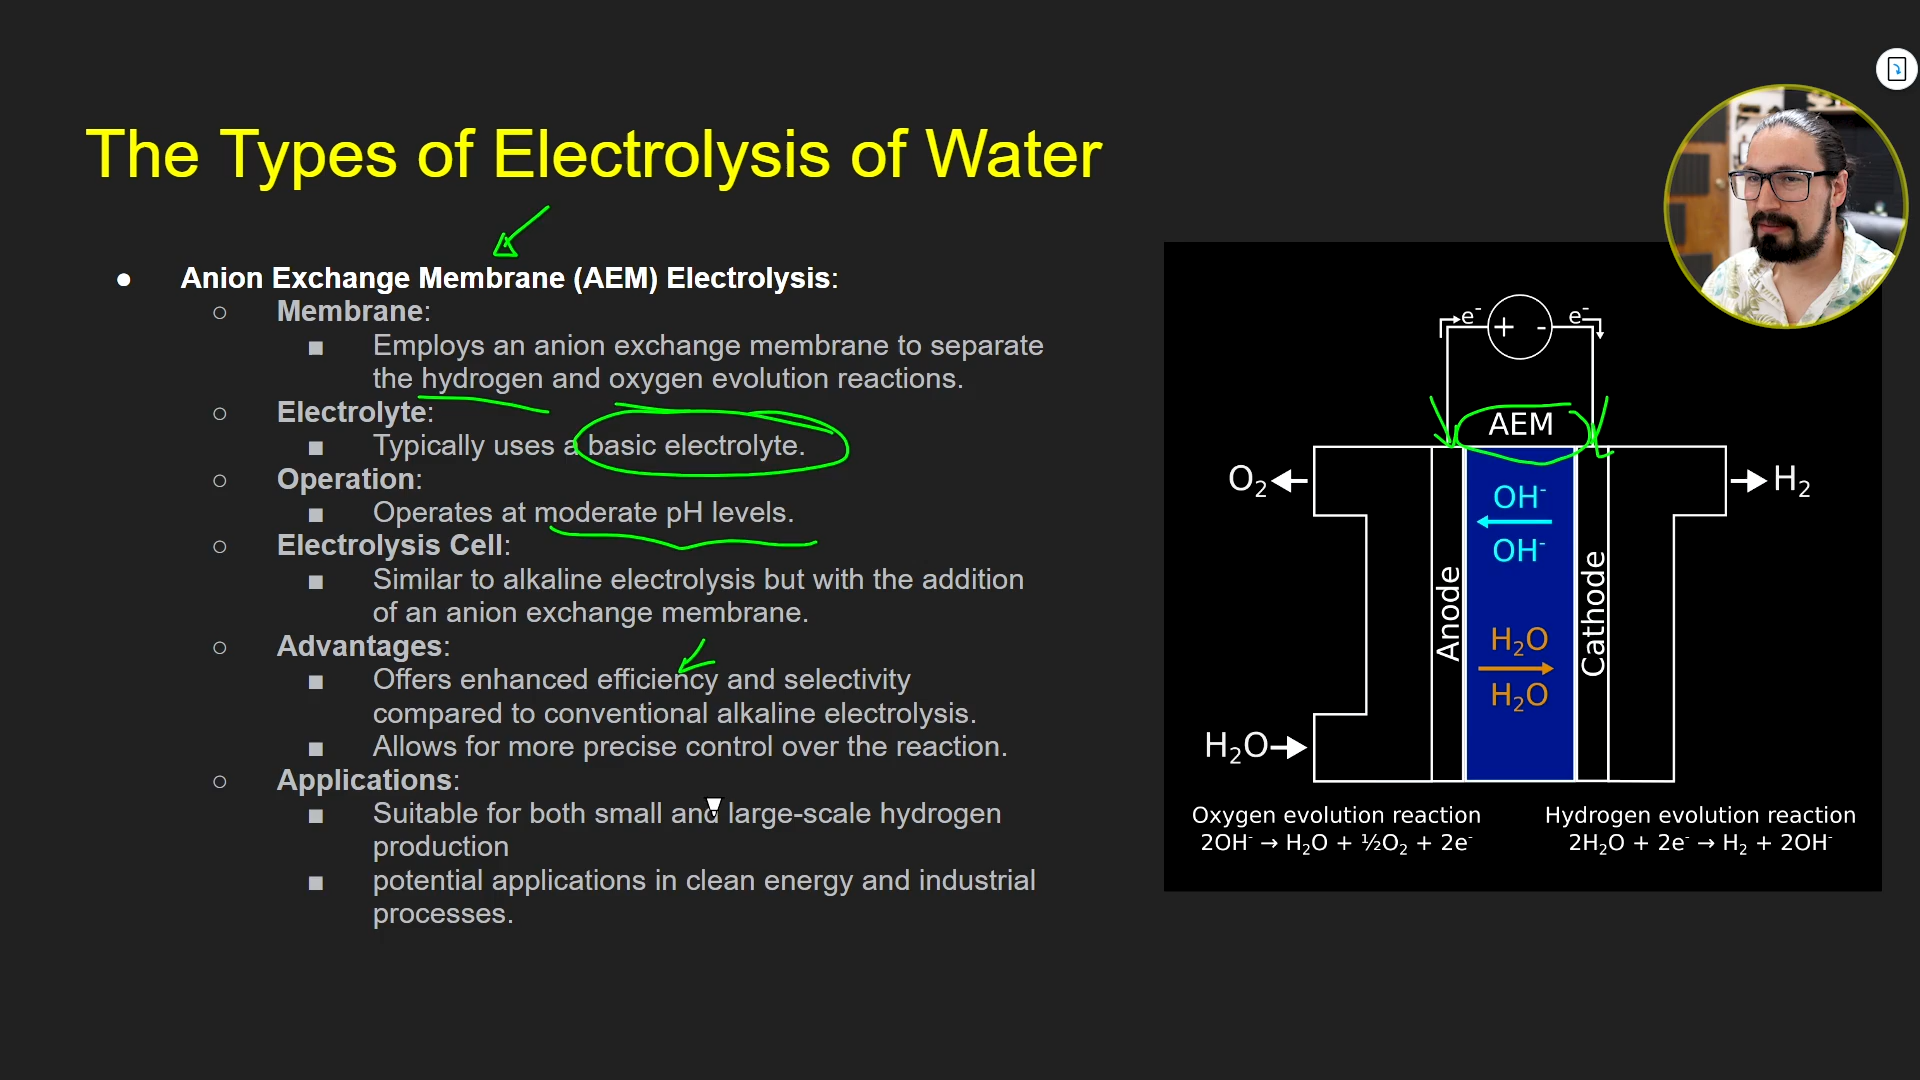 The Types of Electrolysis of Water
● Anion Exchange Membrane (AEM) Electrolysis:
○ Membrane:
■ Employs an anion exchange membrane to separate
the hydrogen and oxygen evolution reactions.
○ Electrolyte:
■ Typically uses a basic electrolyte.
○ Operation:
■ Operates at moderate pH levels.
○ Electrolysis Cell:
■ Similar to alkaline electrolysis but with the addition
of an anion exchange membrane.
○ Advantages:
■ Offers enhanced efficiency and selectivity
compared to conventional alkaline electrolysis.
■ Allows for more precise control over the reaction.
○ Applications:
■ Suitable for both small and large-scale hydrogen
production
■ potential applications in clean energy and industrial
processes.
e⁻ + - e⁻
AEM
O₂
H₂
OH⁻
OH⁻
Anode
Cathode
H₂O
H₂O
H₂O
Oxygen evolution reaction
2OH⁻ → H₂O + ½O₂ + 2e⁻
Hydrogen evolution reaction
2H₂O + 2e⁻ → H₂ + 2OH⁻